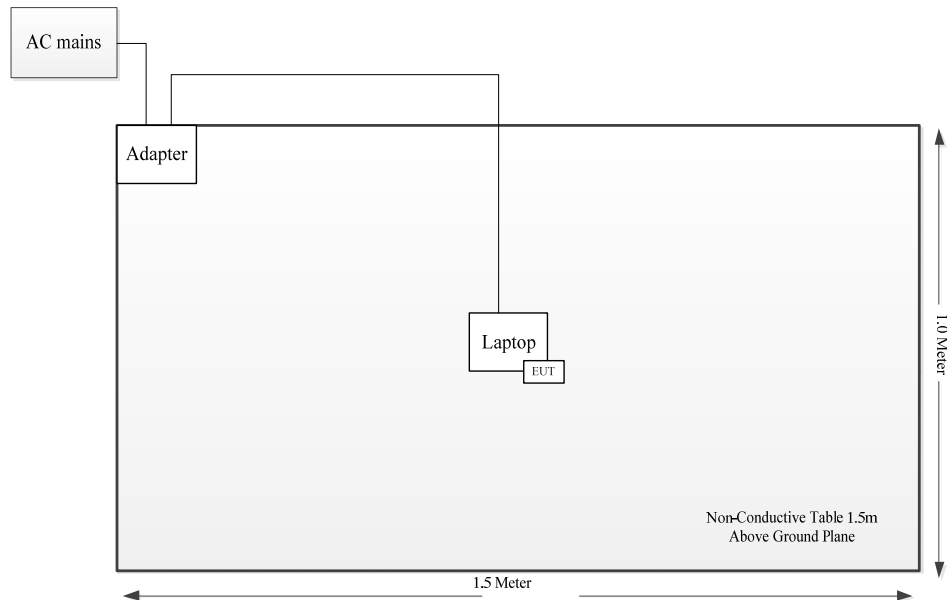 AC mains
Adapter
Laptop
EUT
1.0 Meter
Non-Conductive Table 1.5m
Above Ground Plane
1.5 Meter